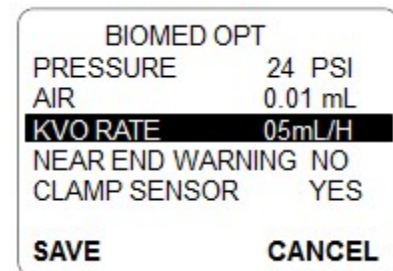 BIOMED OPT
PRESSURE 24 PSI
AIR 0.01 mL
KVO RATE 05mL/H
NEAR END WARNING NO
CLAMP SENSOR YES
SAVE CANCEL